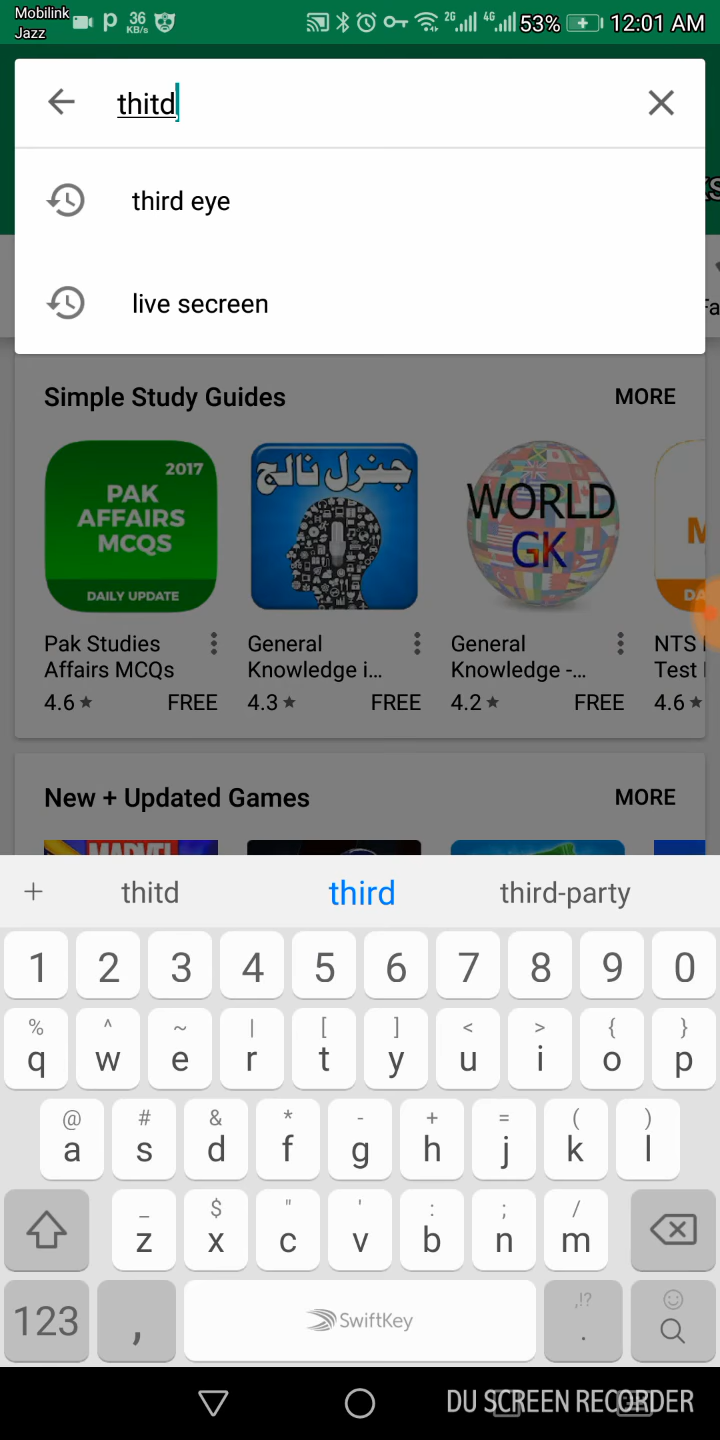 Mobilink
Jazz
36
KB/s
2G
4G
53%
12:01 AM
thitd
third eye
live secreen
Simple Study Guides
MORE
2017
PAK
AFFAIRS
MCQS
DAILY UPDATE
جنرل نالج
WORLD
GK
Pak Studies
Affairs MCQs
4.6
FREE
General
Knowledge i...
4.3
FREE
General
Knowledge -...
4.2
FREE
NTS
Test
4.6
New + Updated Games
MORE
MARVEL
+ thitd third third-party
1 2 3 4 5 6 7 8 9 0
% ^ ~ | [ ] < > { }
q w e r t y u i o p
@ # & * - + = ( )
a s d f g h j k l
_ $ " ' : ; /
z x c v b n m
,!?
123 , SwiftKey .
DU SCREEN RECORDER